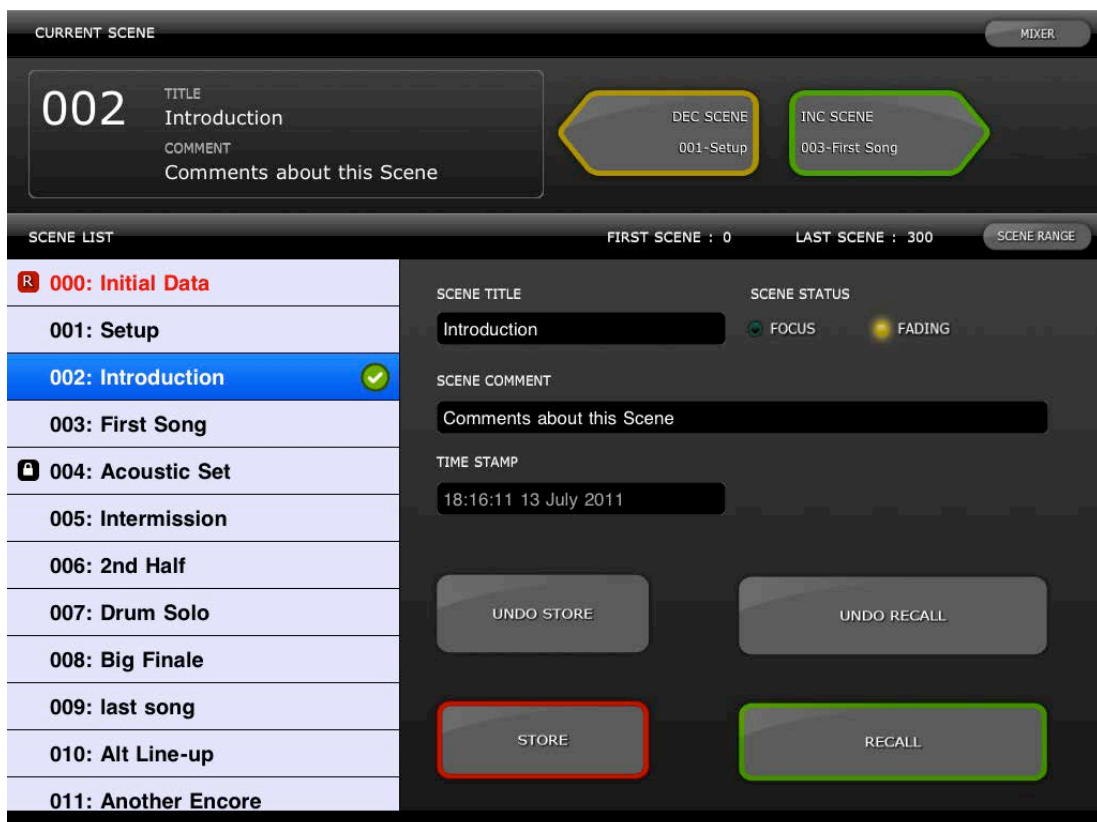 CURRENT SCENE
MIXER
002
TITLE
Introduction
COMMENT
Comments about this Scene
DEC SCENE
001-Setup
INC SCENE
003-First Song
SCENE LIST
FIRST SCENE : 0
LAST SCENE : 300
SCENE RANGE
R 000: Initial Data
001: Setup
002: Introduction
003: First Song
004: Acoustic Set
005: Intermission
006: 2nd Half
007: Drum Solo
008: Big Finale
009: last song
010: Alt Line-up
011: Another Encore
SCENE TITLE
Introduction
SCENE STATUS
FOCUS
FADING
SCENE COMMENT
Comments about this Scene
TIME STAMP
18:16:11 13 July 2011
UNDO STORE
UNDO RECALL
STORE
RECALL